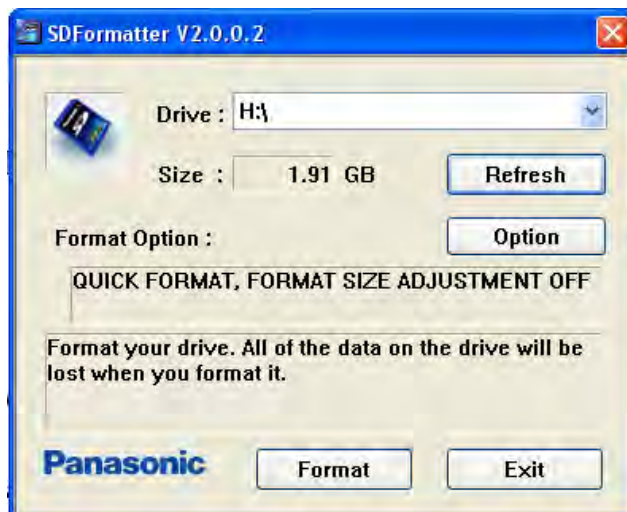 SDFormatter V2.0.0.2
Drive : H:\
Size : 1.91 GB Refresh
Format Option : Option
QUICK FORMAT, FORMAT SIZE ADJUSTMENT OFF
Format your drive. All of the data on the drive will be
lost when you format it.
Panasonic Format Exit